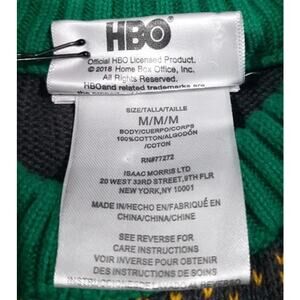 HBO®
Official HBO Licensed Product.
© 2018 Home Box Office, Inc.
All Rights Reserved.
HBO and related trademarks are
SIZE/TALLA/TAILLE
M/M/M
BODY/CUERPO/CORPS
100%COTTON/ALGODÓN
/COTON
RN#77272
ISAAC MORRIS LTD
20 WEST 33RD STREET, 9TH FLR
NEW YORK, NY 10001
MADE IN/HECHO EN/FABRIQUÉ EN
CHINA/CHINA/CHINE
SEE REVERSE FOR
CARE INSTRUCTIONS
VOIR INVERSE POUR OBTENIR
DES INSTRUCTIONS DE SOINS